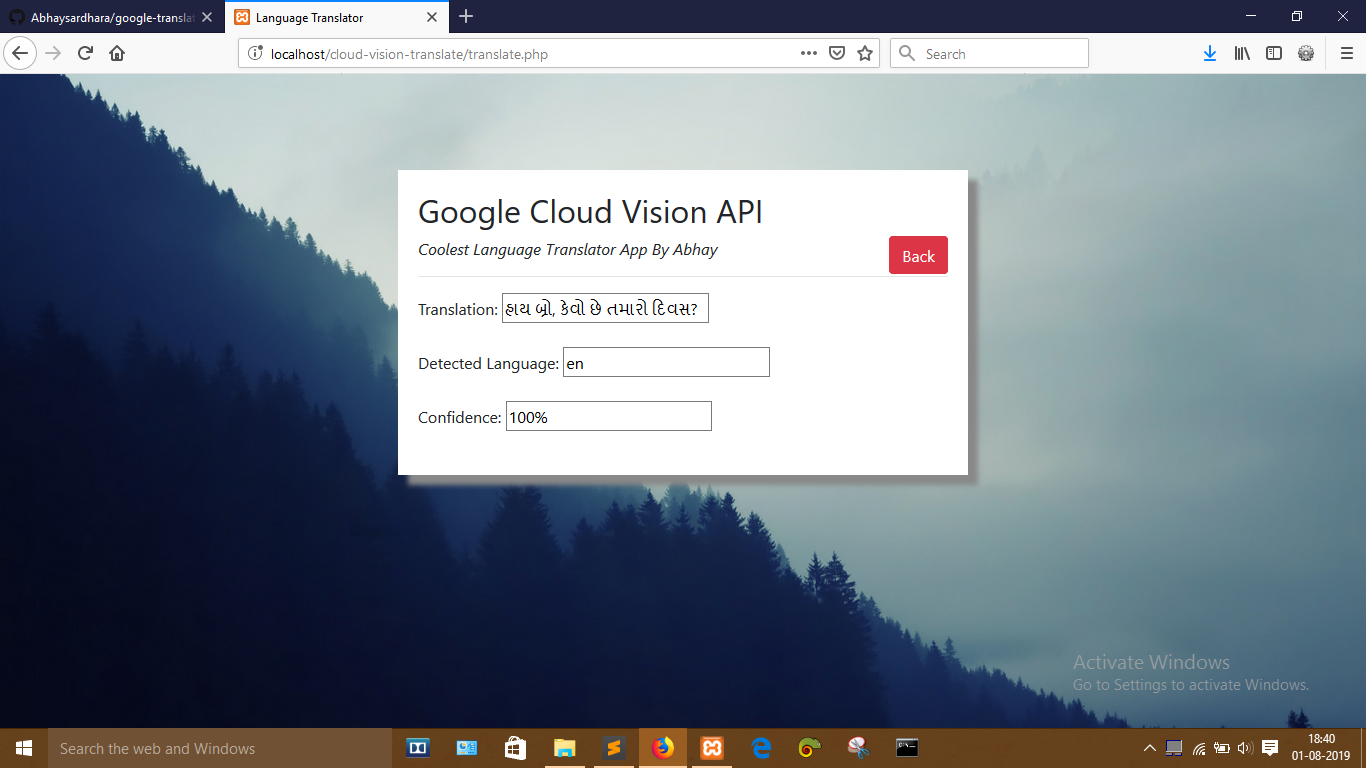 Abhaysardhara/google-translat
Language Translator
localhost/cloud-vision-translate/translate.php
Search
Google Cloud Vision API
Coolest Language Translator App By Abhay
Back
Translation: હાય બ્રો, કેવો છે તમારો દિવસ?
Detected Language: en
Confidence: 100%
Activate Windows
Go to Settings to activate Windows.
Search the web and Windows
18:40
01-08-2019